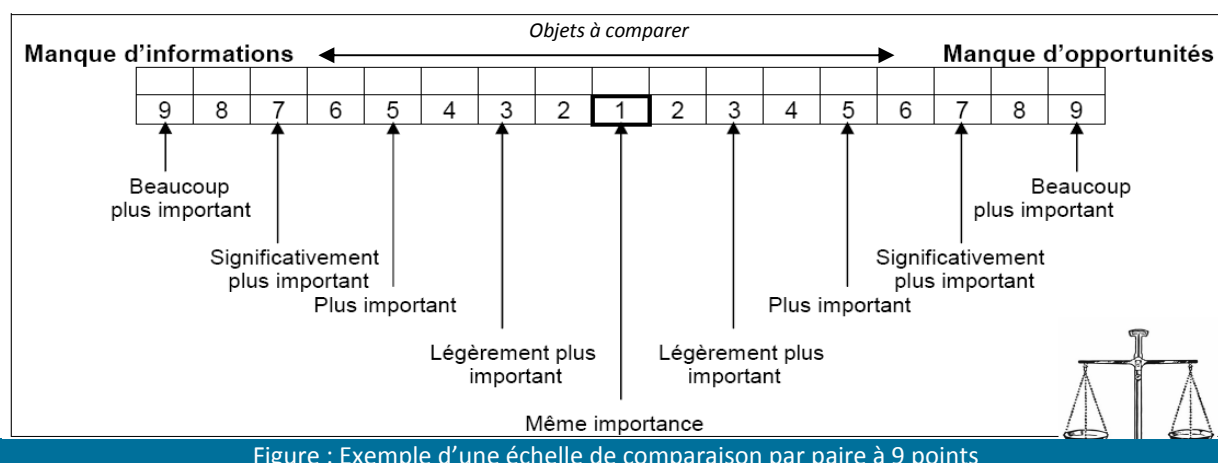 Objets à comparer
Manque d'informations
Manque d'opportunités
9 8 7 6 5 4 3 2 1 2 3 4 5 6 7 8 9
Beaucoup
plus important
Beaucoup
plus important
Significativement
plus important
Significativement
plus important
Plus important
Plus important
Légèrement plus
important
Légèrement plus
important
Même importance
Figure : Exemple d'une échelle de comparaison par paire à 9 points